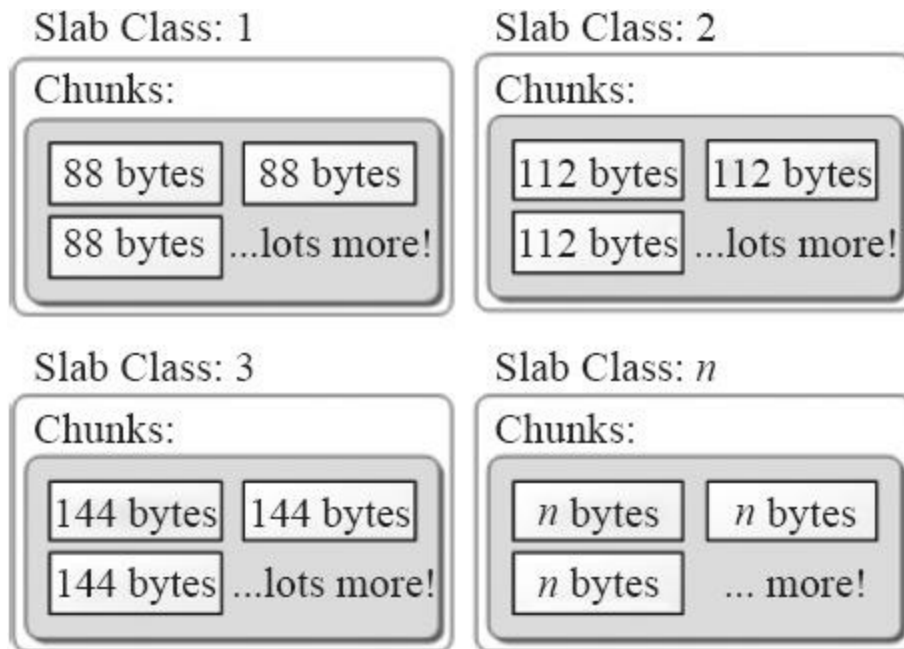 Slab Class: 1
Chunks:
88 bytes
88 bytes
88 bytes
...lots more!
Slab Class: 2
Chunks:
112 bytes
112 bytes
112 bytes
...lots more!
Slab Class: 3
Chunks:
144 bytes
144 bytes
144 bytes
...lots more!
Slab Class: n
Chunks:
n bytes
n bytes
n bytes
... more!